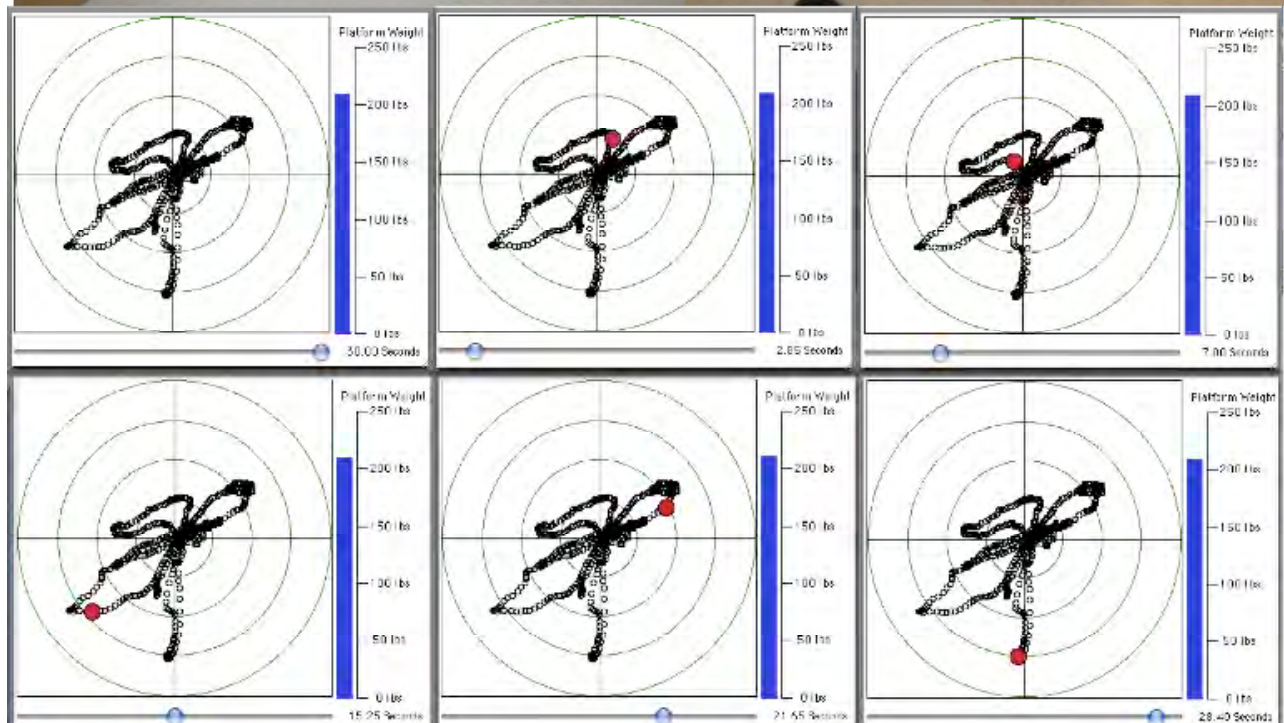 Platform Weight
250 lbs
200 lbs
150 lbs
100 lbs
50 lbs
0 lbs
30.00 Seconds
Platform Weight
250 lbs
200 lbs
150 lbs
100 lbs
50 lbs
0 lbs
2.85 Seconds
Platform Weight
250 lbs
200 lbs
150 lbs
100 lbs
50 lbs
0 lbs
7.00 Seconds
Platform Weight
250 lbs
200 lbs
150 lbs
100 lbs
50 lbs
0 lbs
15.25 Seconds
Platform Weight
250 lbs
200 lbs
150 lbs
100 lbs
50 lbs
0 lbs
21.65 Seconds
Platform Weight
250 lbs
200 lbs
150 lbs
100 lbs
50 lbs
0 lbs
28.40 Seconds